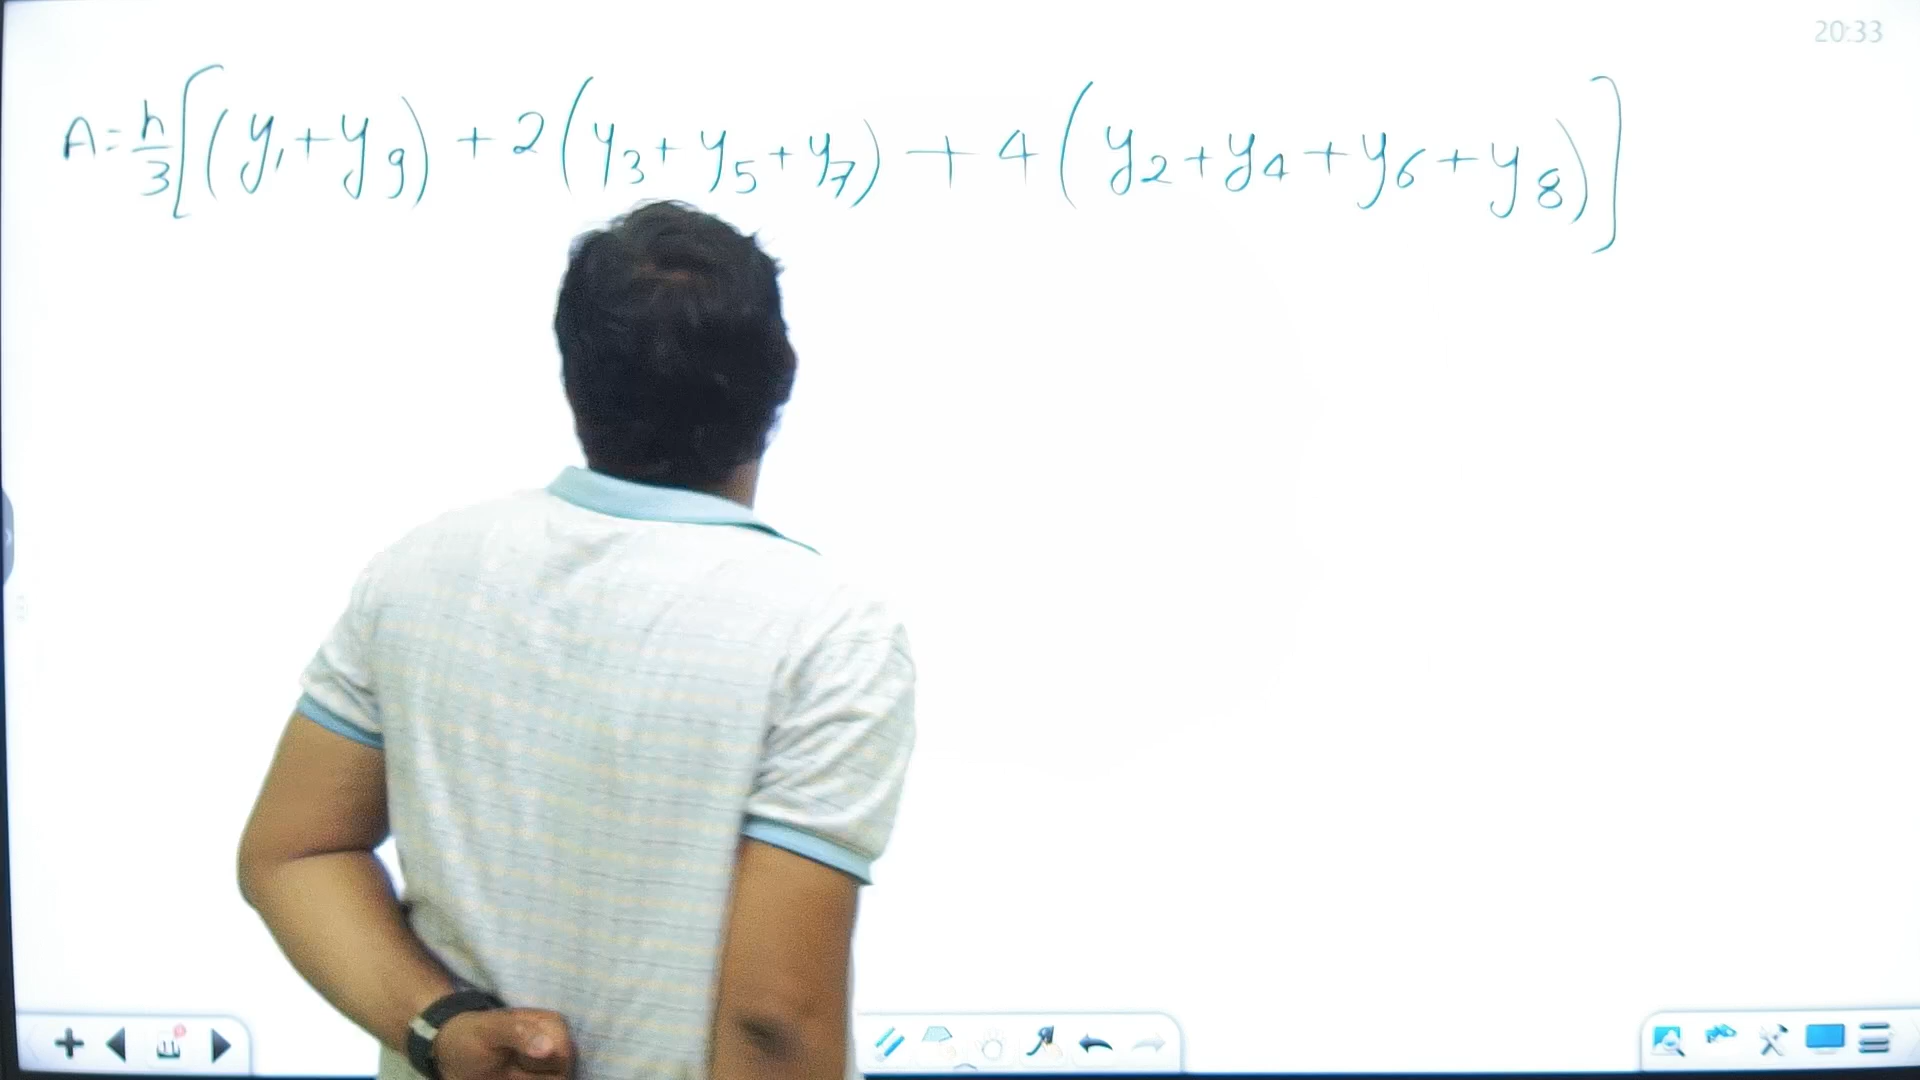 20:33
A = h/3 [(y₁ + y₉) + 2(y₃ + y₅ + y₇) + 4(y₂ + y₄ + y₆ + y₈)]